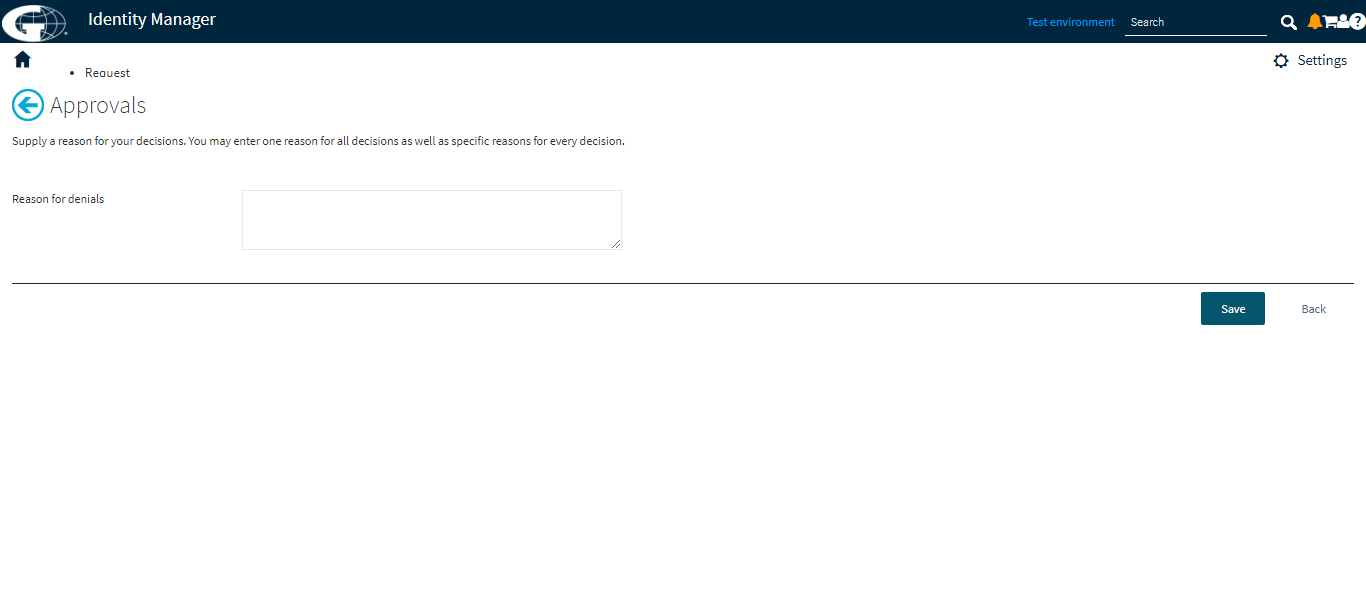 Identity Manager
Test environment
Search
Request
Settings
Approvals
Supply a reason for your decisions. You may enter one reason for all decisions as well as specific reasons for every decision.
Reason for denials
Save
Back